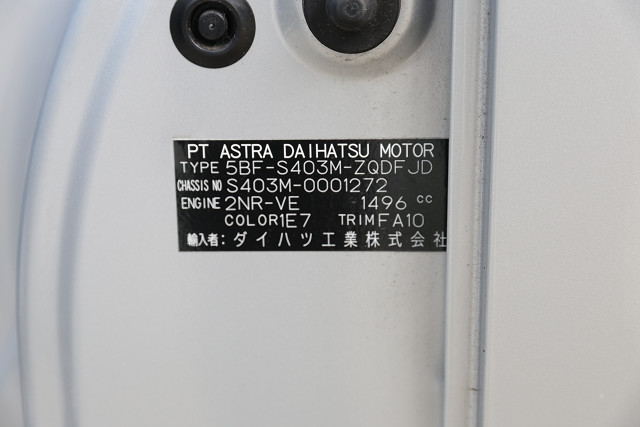 PT ASTRA DAIHATSU MOTOR
TYPE 5BF-S403M-ZQDFJD
CHASSIS NO S403M-0001272
ENGINE 2NR-VE 1496 cc
COLOR 1E7 TRIM FA10
輸入者: ダイハツ工業株式会社